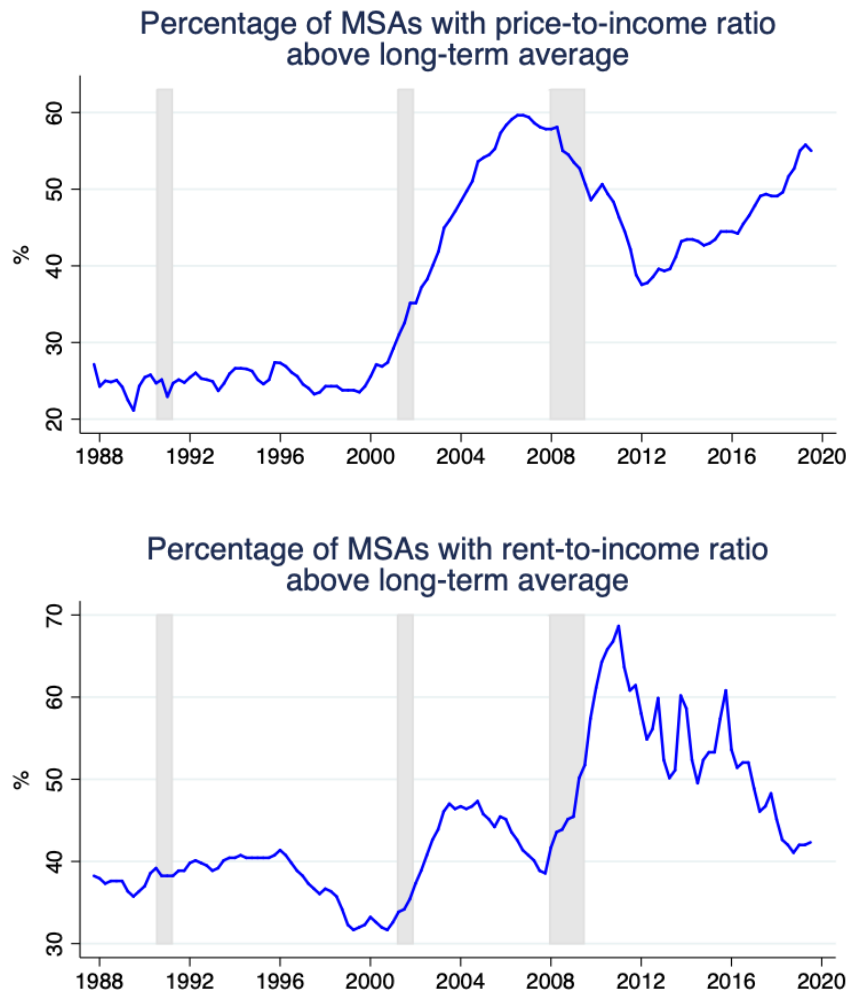 Percentage of MSAs with price-to-income ratio
above long-term average
60
50
%
40
30
20
1988 1992 1996 2000 2004 2008 2012 2016 2020
Percentage of MSAs with rent-to-income ratio
above long-term average
70
60
50
%
40
30
1988 1992 1996 2000 2004 2008 2012 2016 2020